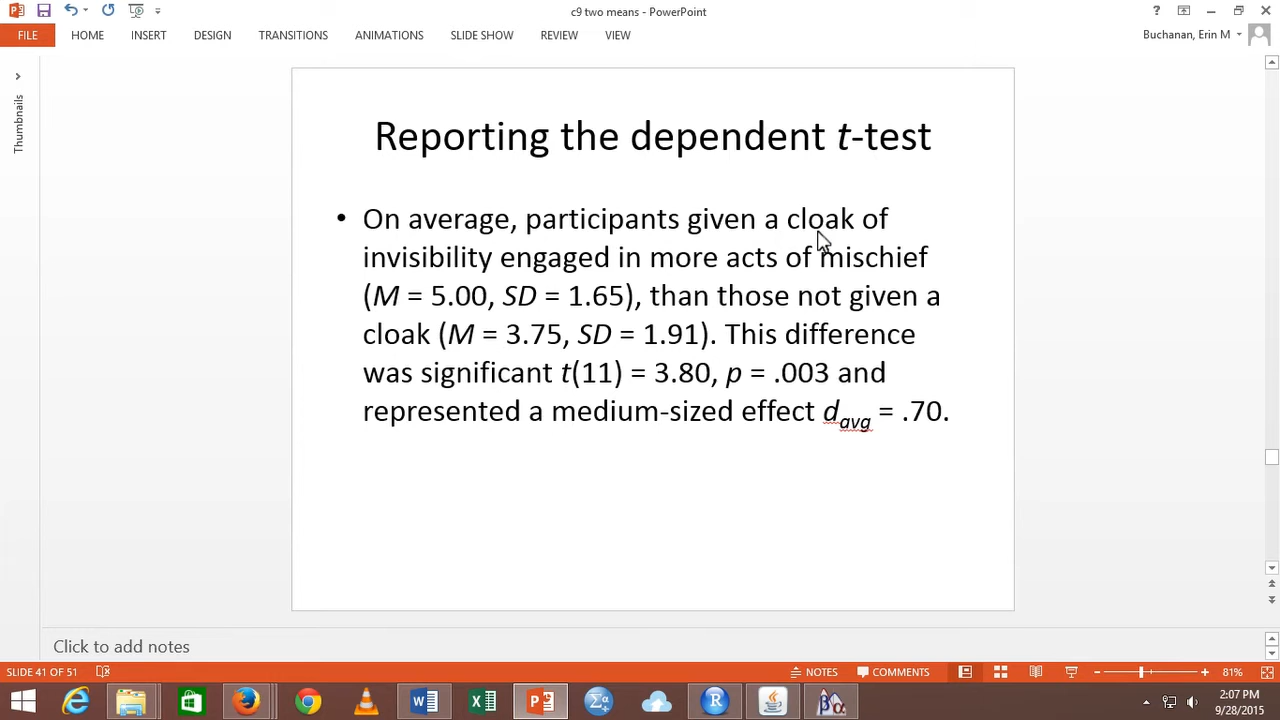 c9 two means - PowerPoint
?
FILE HOME INSERT DESIGN TRANSITIONS ANIMATIONS SLIDE SHOW REVIEW VIEW
Buchanan, Erin M
Thumbnails
Reporting the dependent t-test
• On average, participants given a cloak of
invisibility engaged in more acts of mischief
(M = 5.00, SD = 1.65), than those not given a
cloak (M = 3.75, SD = 1.91). This difference
was significant t(11) = 3.80, p = .003 and
represented a medium-sized effect davg = .70.
Click to add notes
SLIDE 41 OF 51 NOTES COMMENTS 81%
2:07 PM
9/28/2015